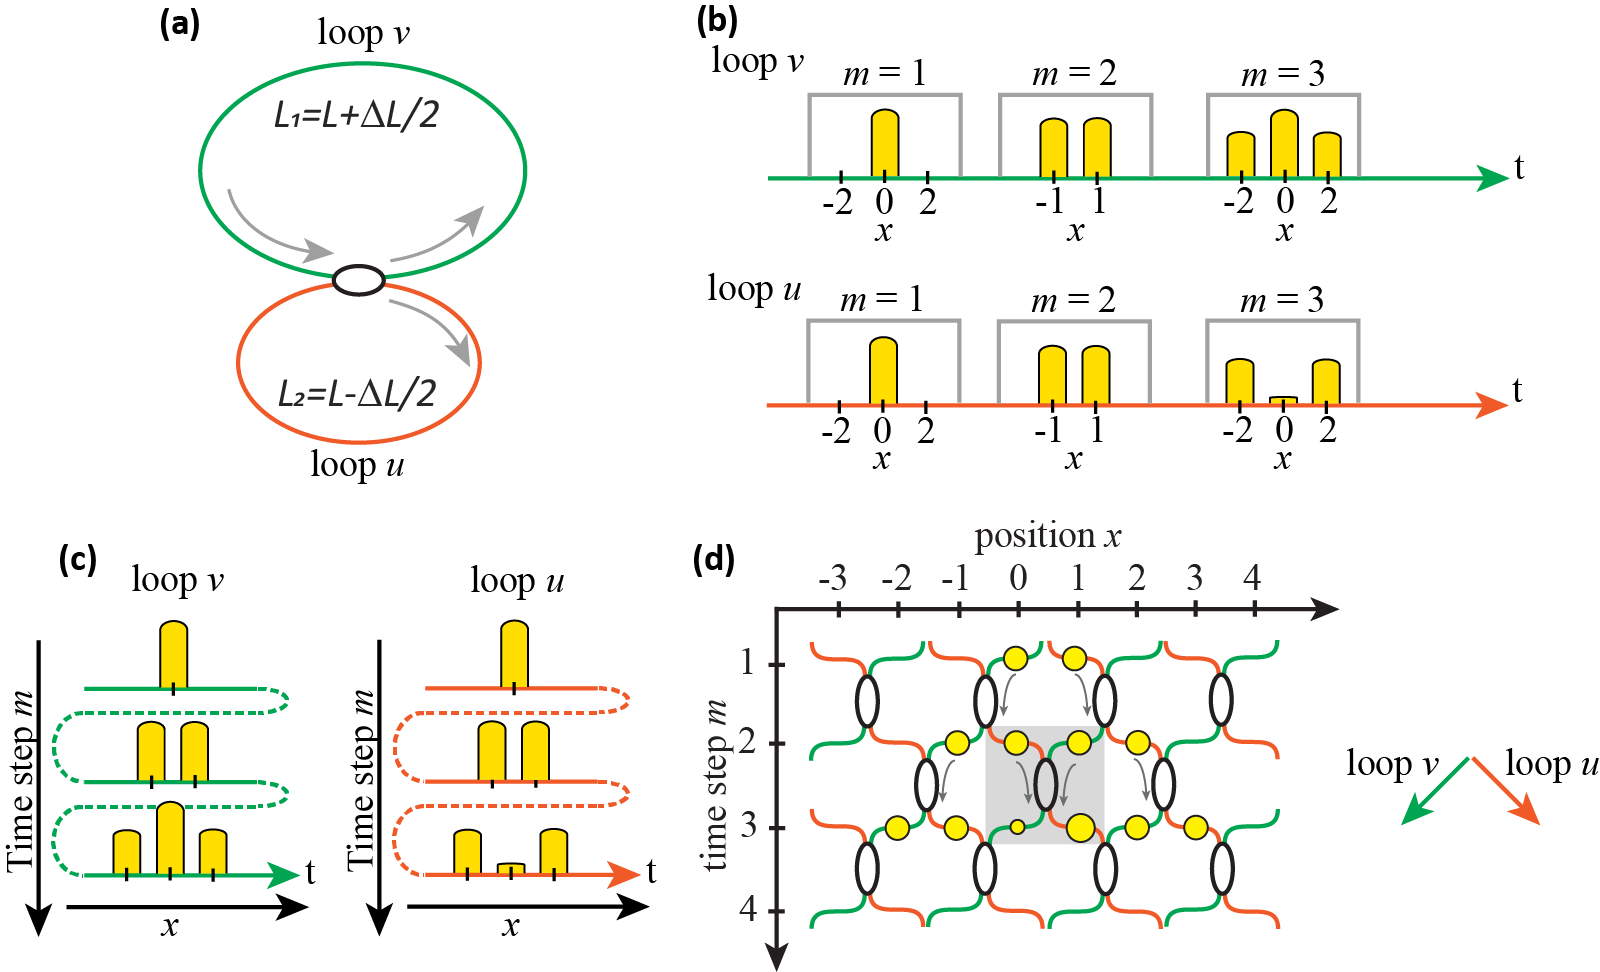 (a)
loop v
L₁=L+ΔL/2
L₂=L-ΔL/2
loop u
(b)
loop v
m = 1
m = 2
m = 3
t
-2 0 2
-1 1
-2 0 2
x
x
x
loop u
m = 1
m = 2
m = 3
t
-2 0 2
-1 1
-2 0 2
x
x
x
(c)
loop v
Time step m
t
x
loop u
Time step m
t
x
(d)
position x
-3 -2 -1 0 1 2 3 4
time step m
1
2
3
4
loop v
loop u